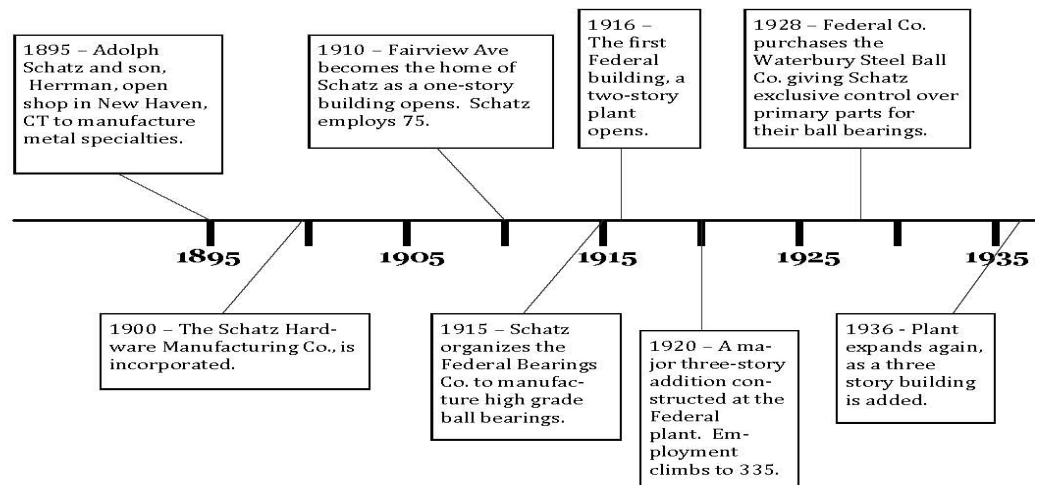 1895 – Adolph
Schatz and son,
Herrman, open
shop in New Haven,
CT to manufacture
metal specialties.
1910 – Fairview Ave
becomes the home of
Schatz as a one-story
building opens.  Schatz
employs 75.
1916 –
The first
Federal
building, a
two-story
plant
opens.
1928 – Federal Co.
purchases the
Waterbury Steel Ball
Co. giving Schatz
exclusive control over
primary parts for
their ball bearings.
1895 1905 1915 1925 1935
1900 – The Schatz Hard-
ware Manufacturing Co., is
incorporated.
1915 – Schatz
organizes the
Federal Bearings
Co. to manufac-
ture high grade
ball bearings.
1920 – A ma-
jor three-story
addition con-
structed at the
Federal
plant.  Em-
ployment
climbs to 335.
1936 - Plant
expands again,
as a three
story building
is added.